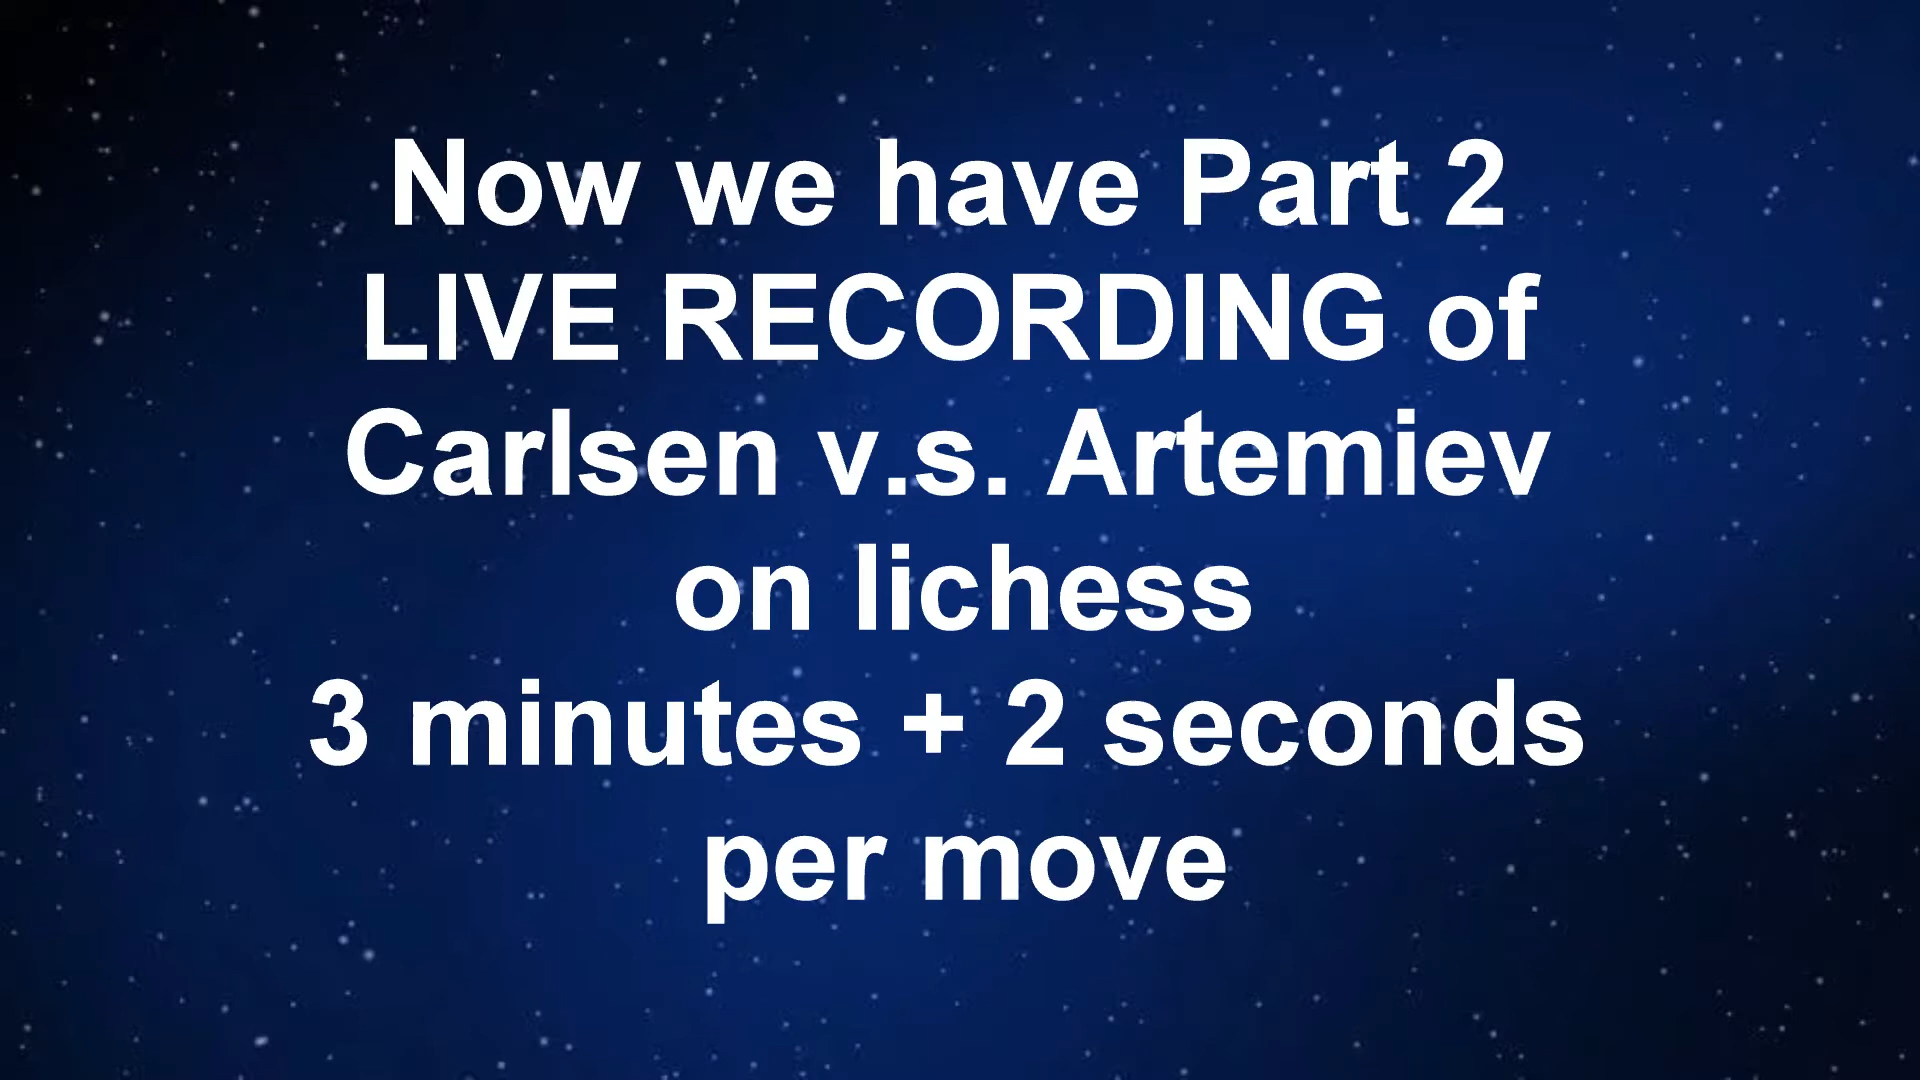 Now we have Part 2
LIVE RECORDING of
Carlsen v.s. Artemiev
on lichess
3 minutes + 2 seconds
per move